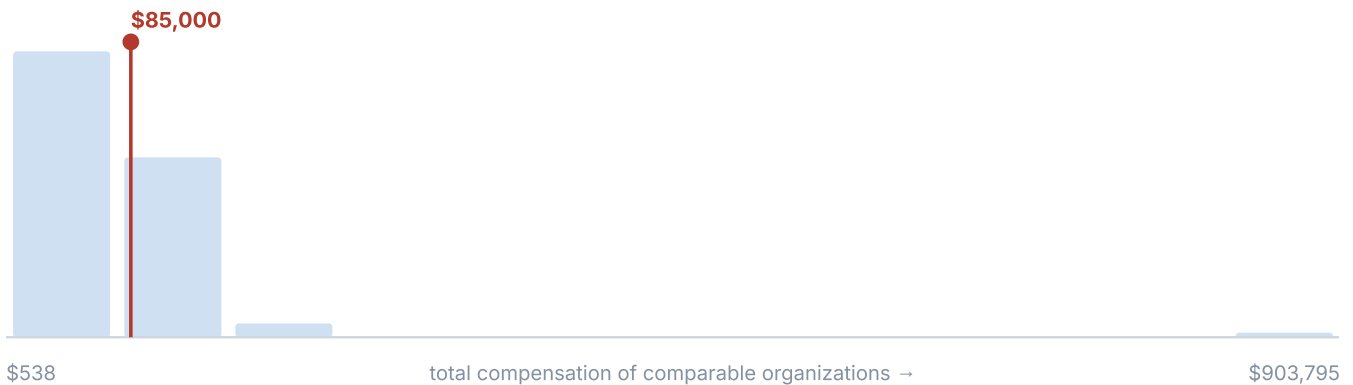 $85,000
$538 total compensation of comparable organizations → $903,795